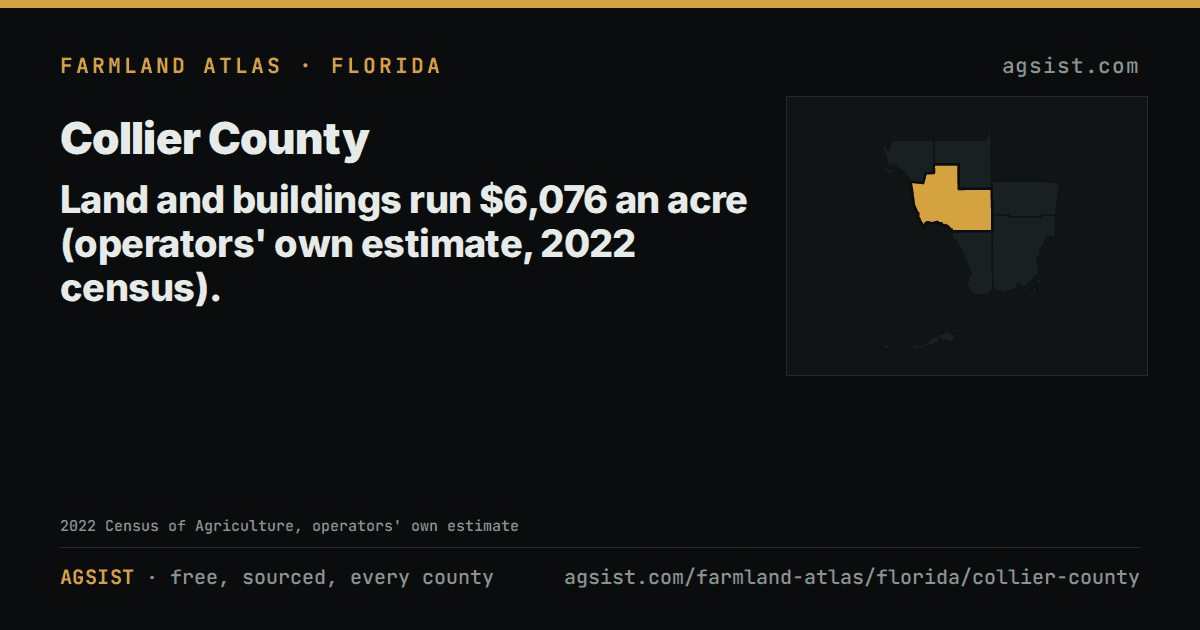 FARMLAND ATLAS · FLORIDA
agsist.com
Collier County
Land and buildings run $6,076 an acre
(operators' own estimate, 2022
census).
2022 Census of Agriculture, operators' own estimate
AGSIST · free, sourced, every county
agsist.com/farmland-atlas/florida/collier-county